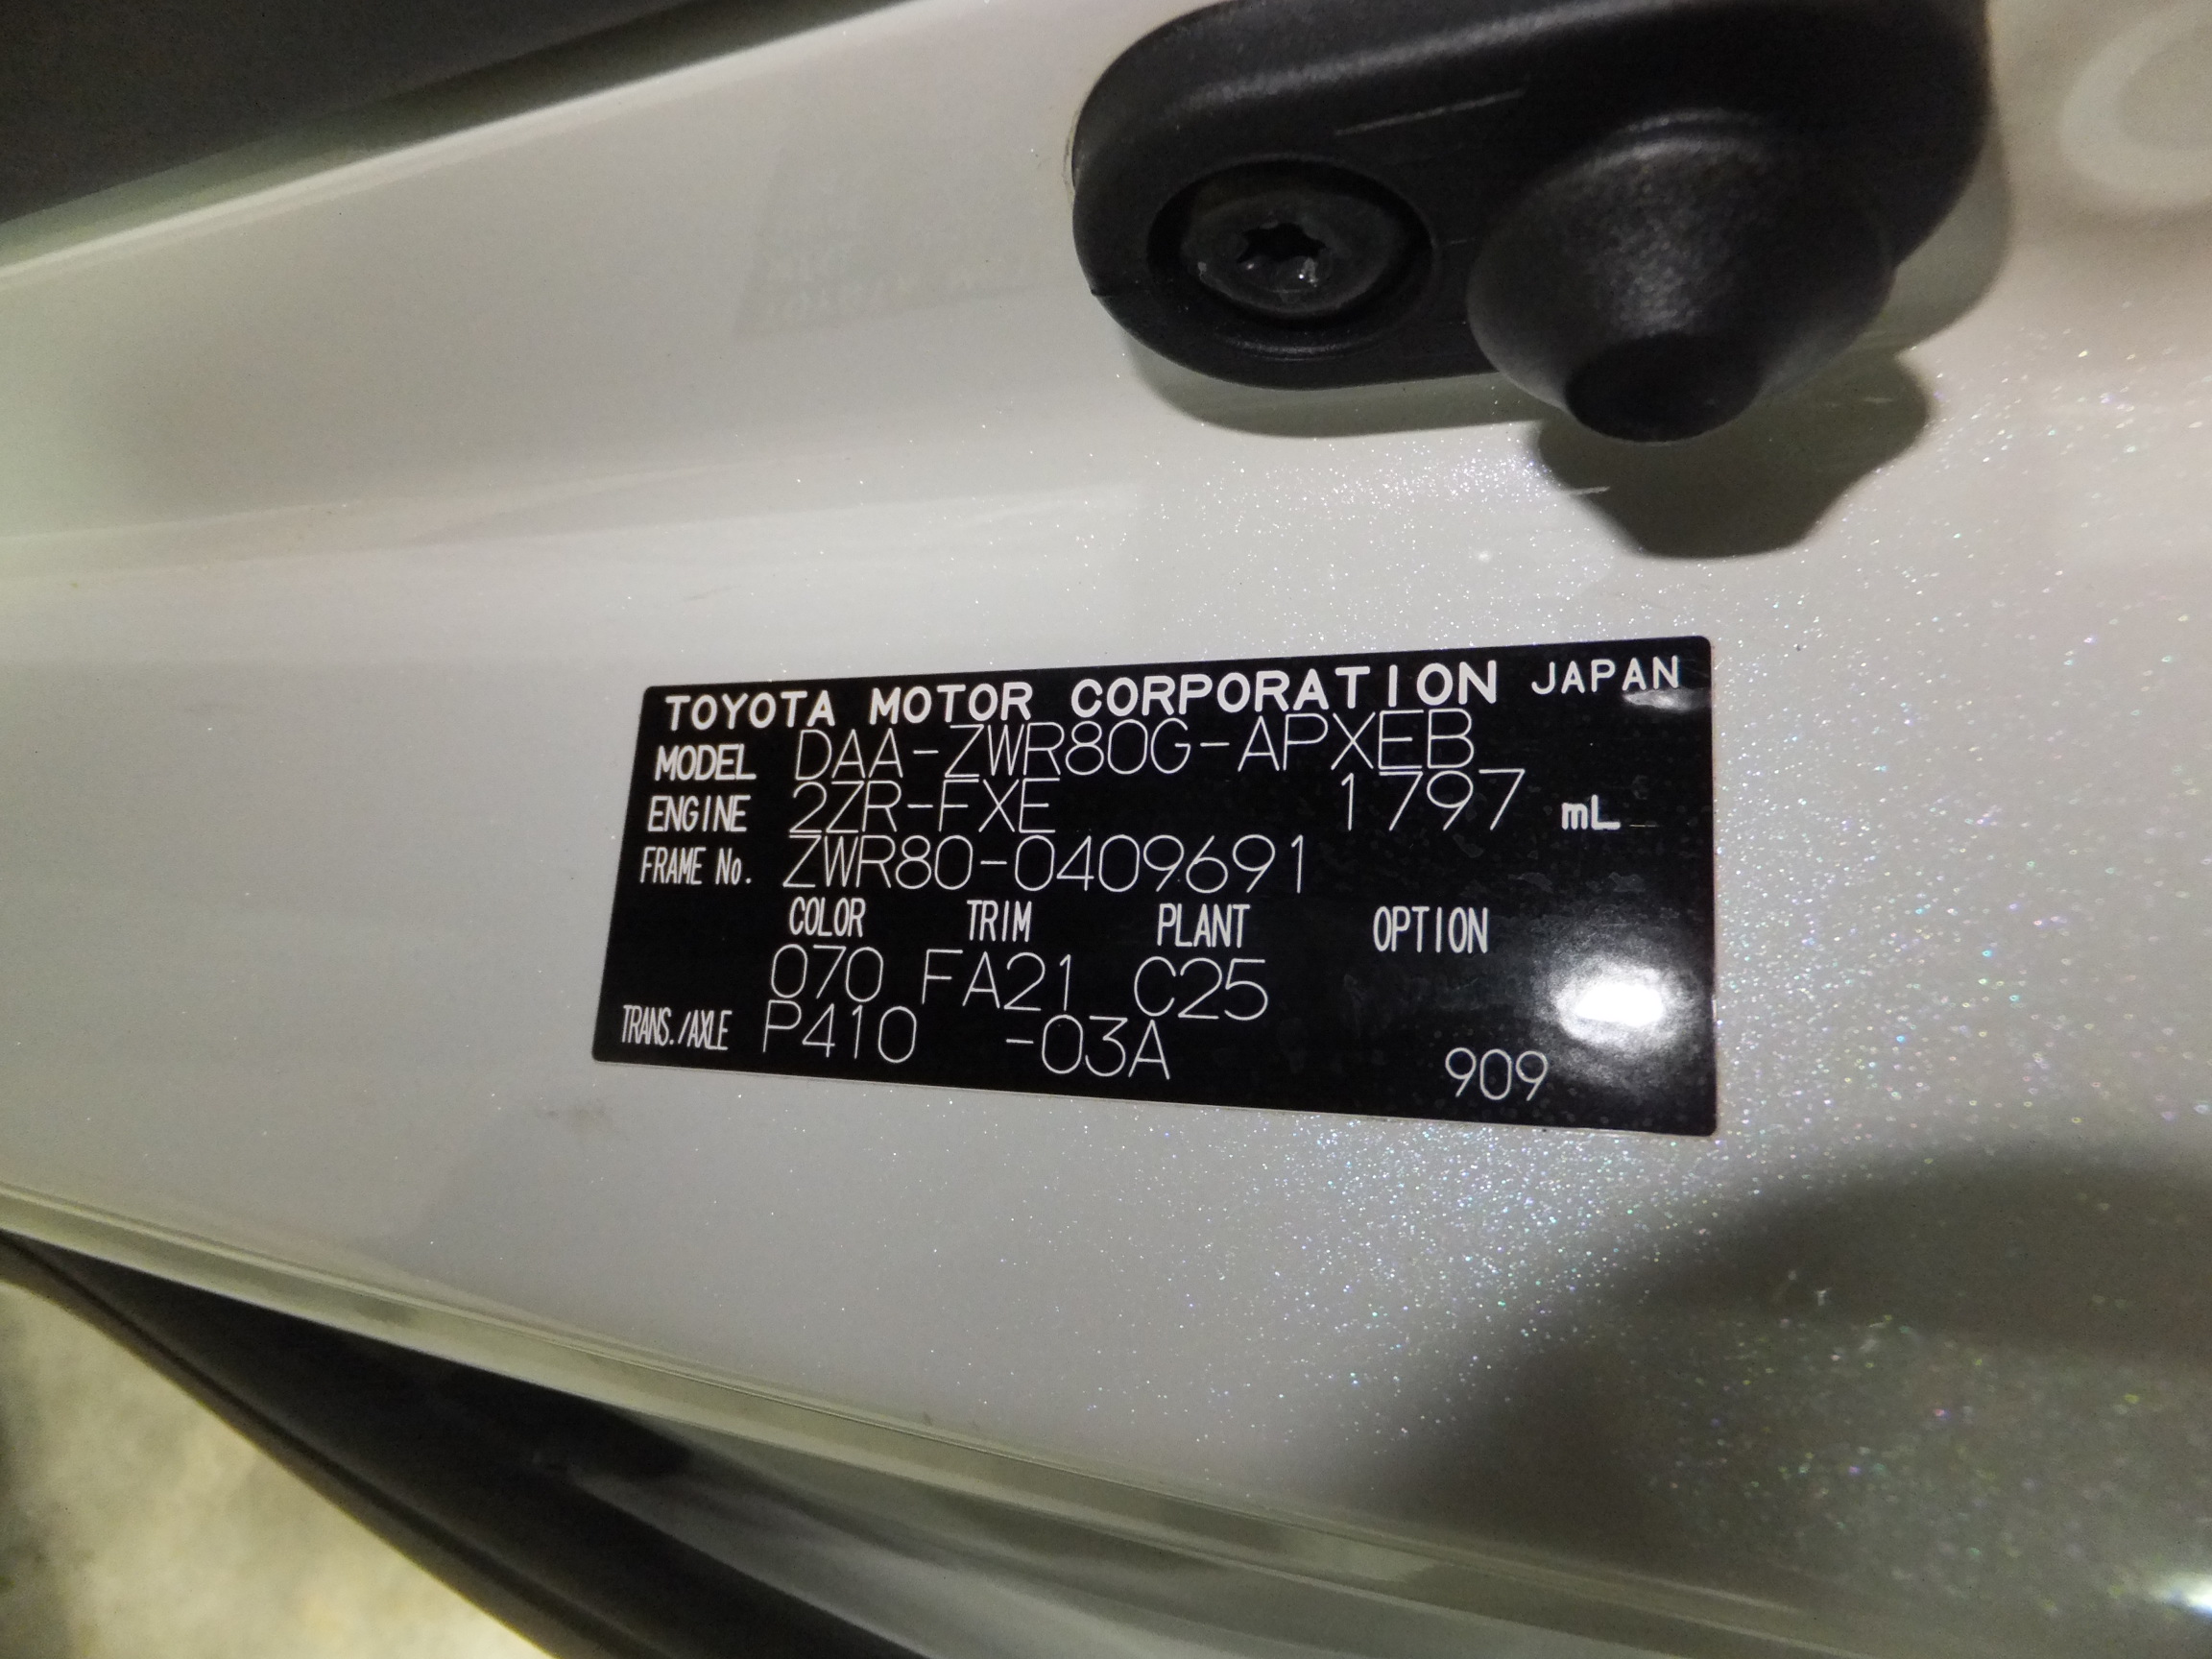 TOYOTA MOTOR CORPORATION JAPAN
MODEL DAA-ZWR80G-APXEB
ENGINE 2ZR-FXE 1797 mL
FRAME No. ZWR80-0409691
COLOR TRIM PLANT OPTION
070 FA21 C25
TRANS./AXLE P410 -03A
909